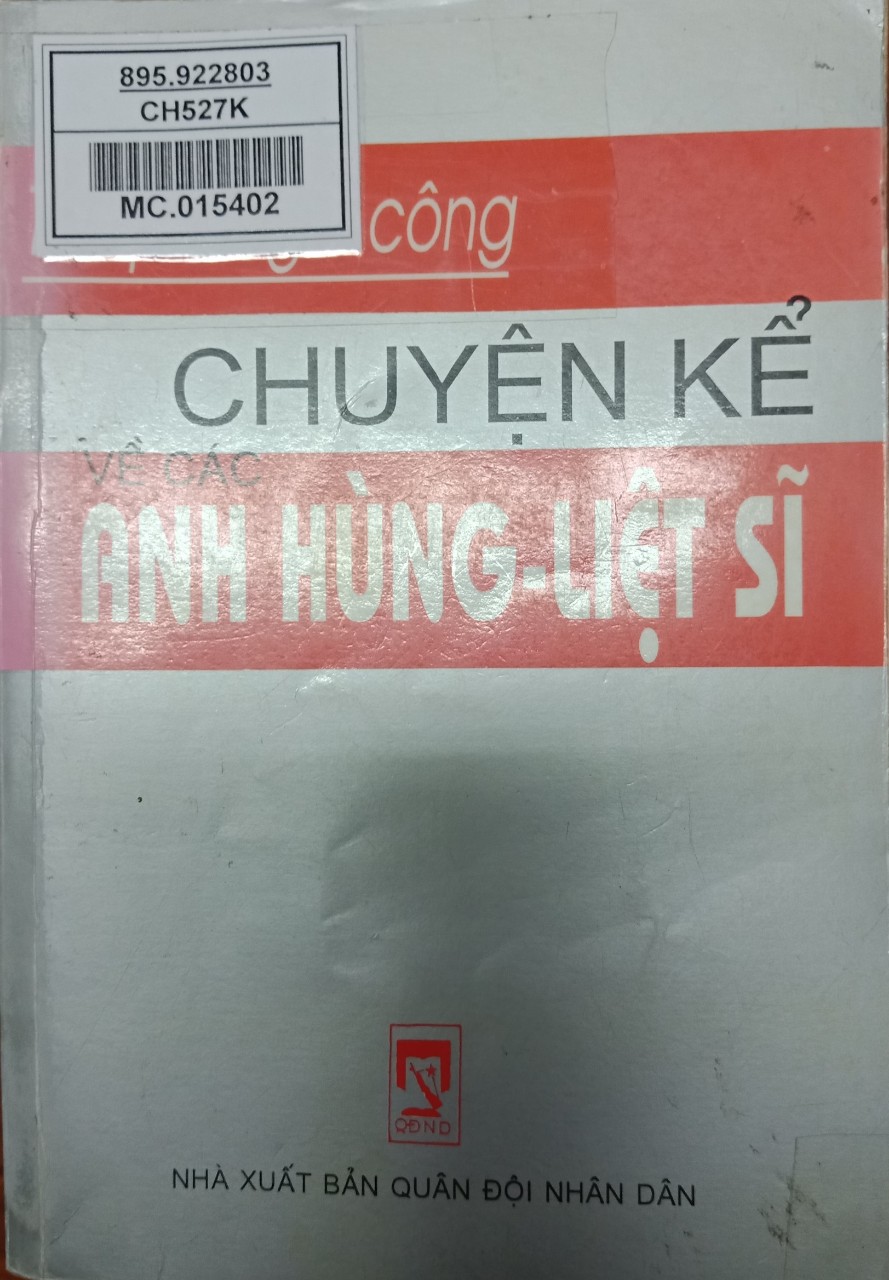 895.922803
CH527K
MC.015402
công
CHUYỆN KỂ
VỀ CÁC
ANH HÙNG-LIỆT SĨ
QĐND
NHÀ XUẤT BẢN QUÂN ĐỘI NHÂN DÂN